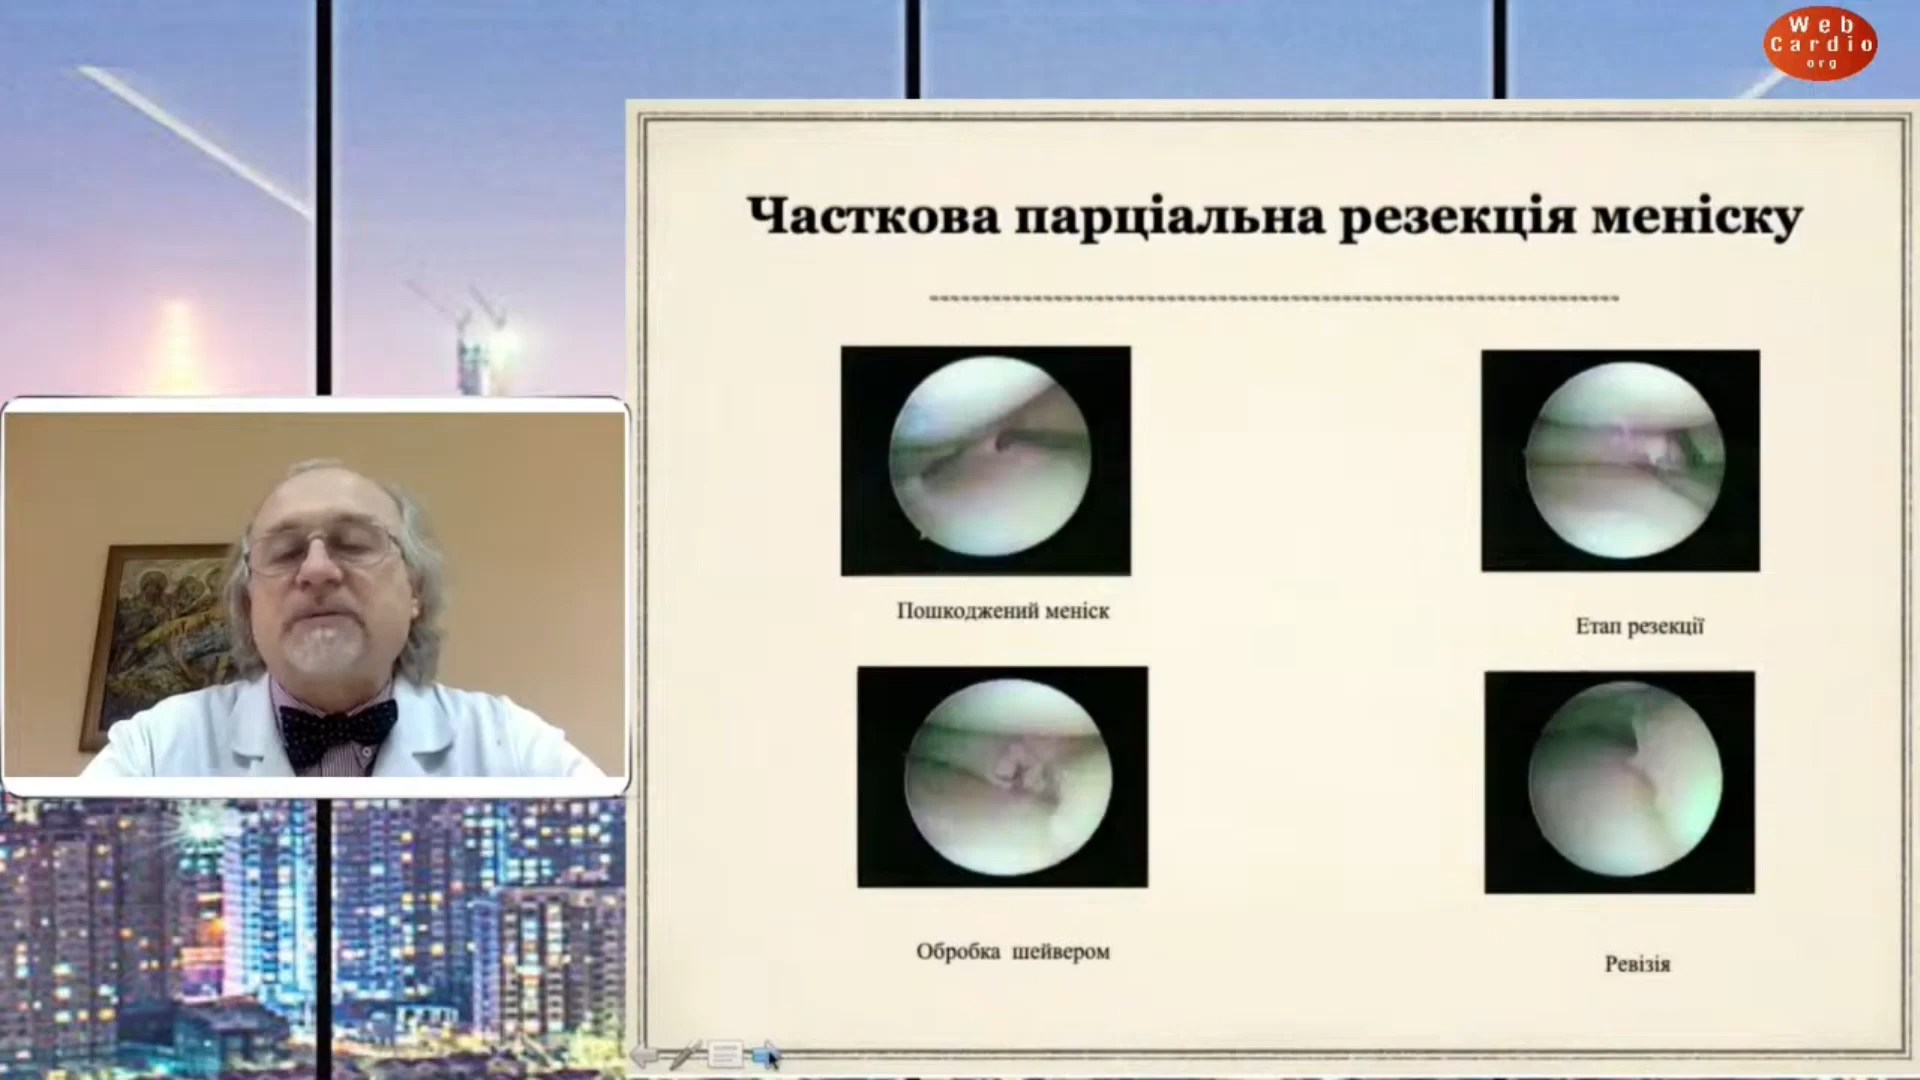 Web
Cardio
org
Часткова парціальна резекція меніску
Пошкоджений меніск
Етап резекції
Обробка шейвером
Ревізія